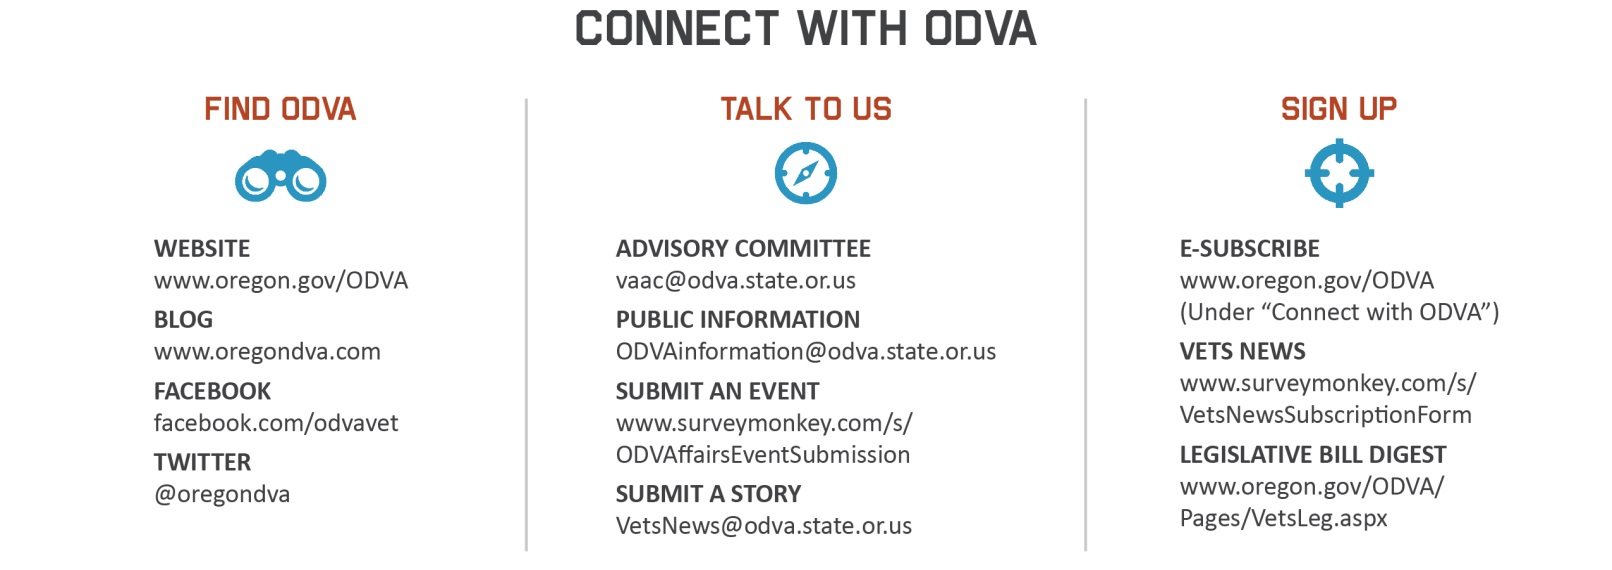 CONNECT WITH ODVA
FIND ODVA
WEBSITE
www.oregon.gov/ODVA
BLOG
www.oregondva.com
FACEBOOK
facebook.com/odvavet
TWITTER
@oregondva
TALK TO US
ADVISORY COMMITTEE
vaac@odva.state.or.us
PUBLIC INFORMATION
ODVAinformation@odva.state.or.us
SUBMIT AN EVENT
www.surveymonkey.com/s/
ODVAffairsEventSubmission
SUBMIT A STORY
VetsNews@odva.state.or.us
SIGN UP
E-SUBSCRIBE
www.oregon.gov/ODVA
(Under “Connect with ODVA”)
VETS NEWS
www.surveymonkey.com/s/
VetsNewsSubscriptionForm
LEGISLATIVE BILL DIGEST
www.oregon.gov/ODVA/
Pages/VetsLeg.aspx